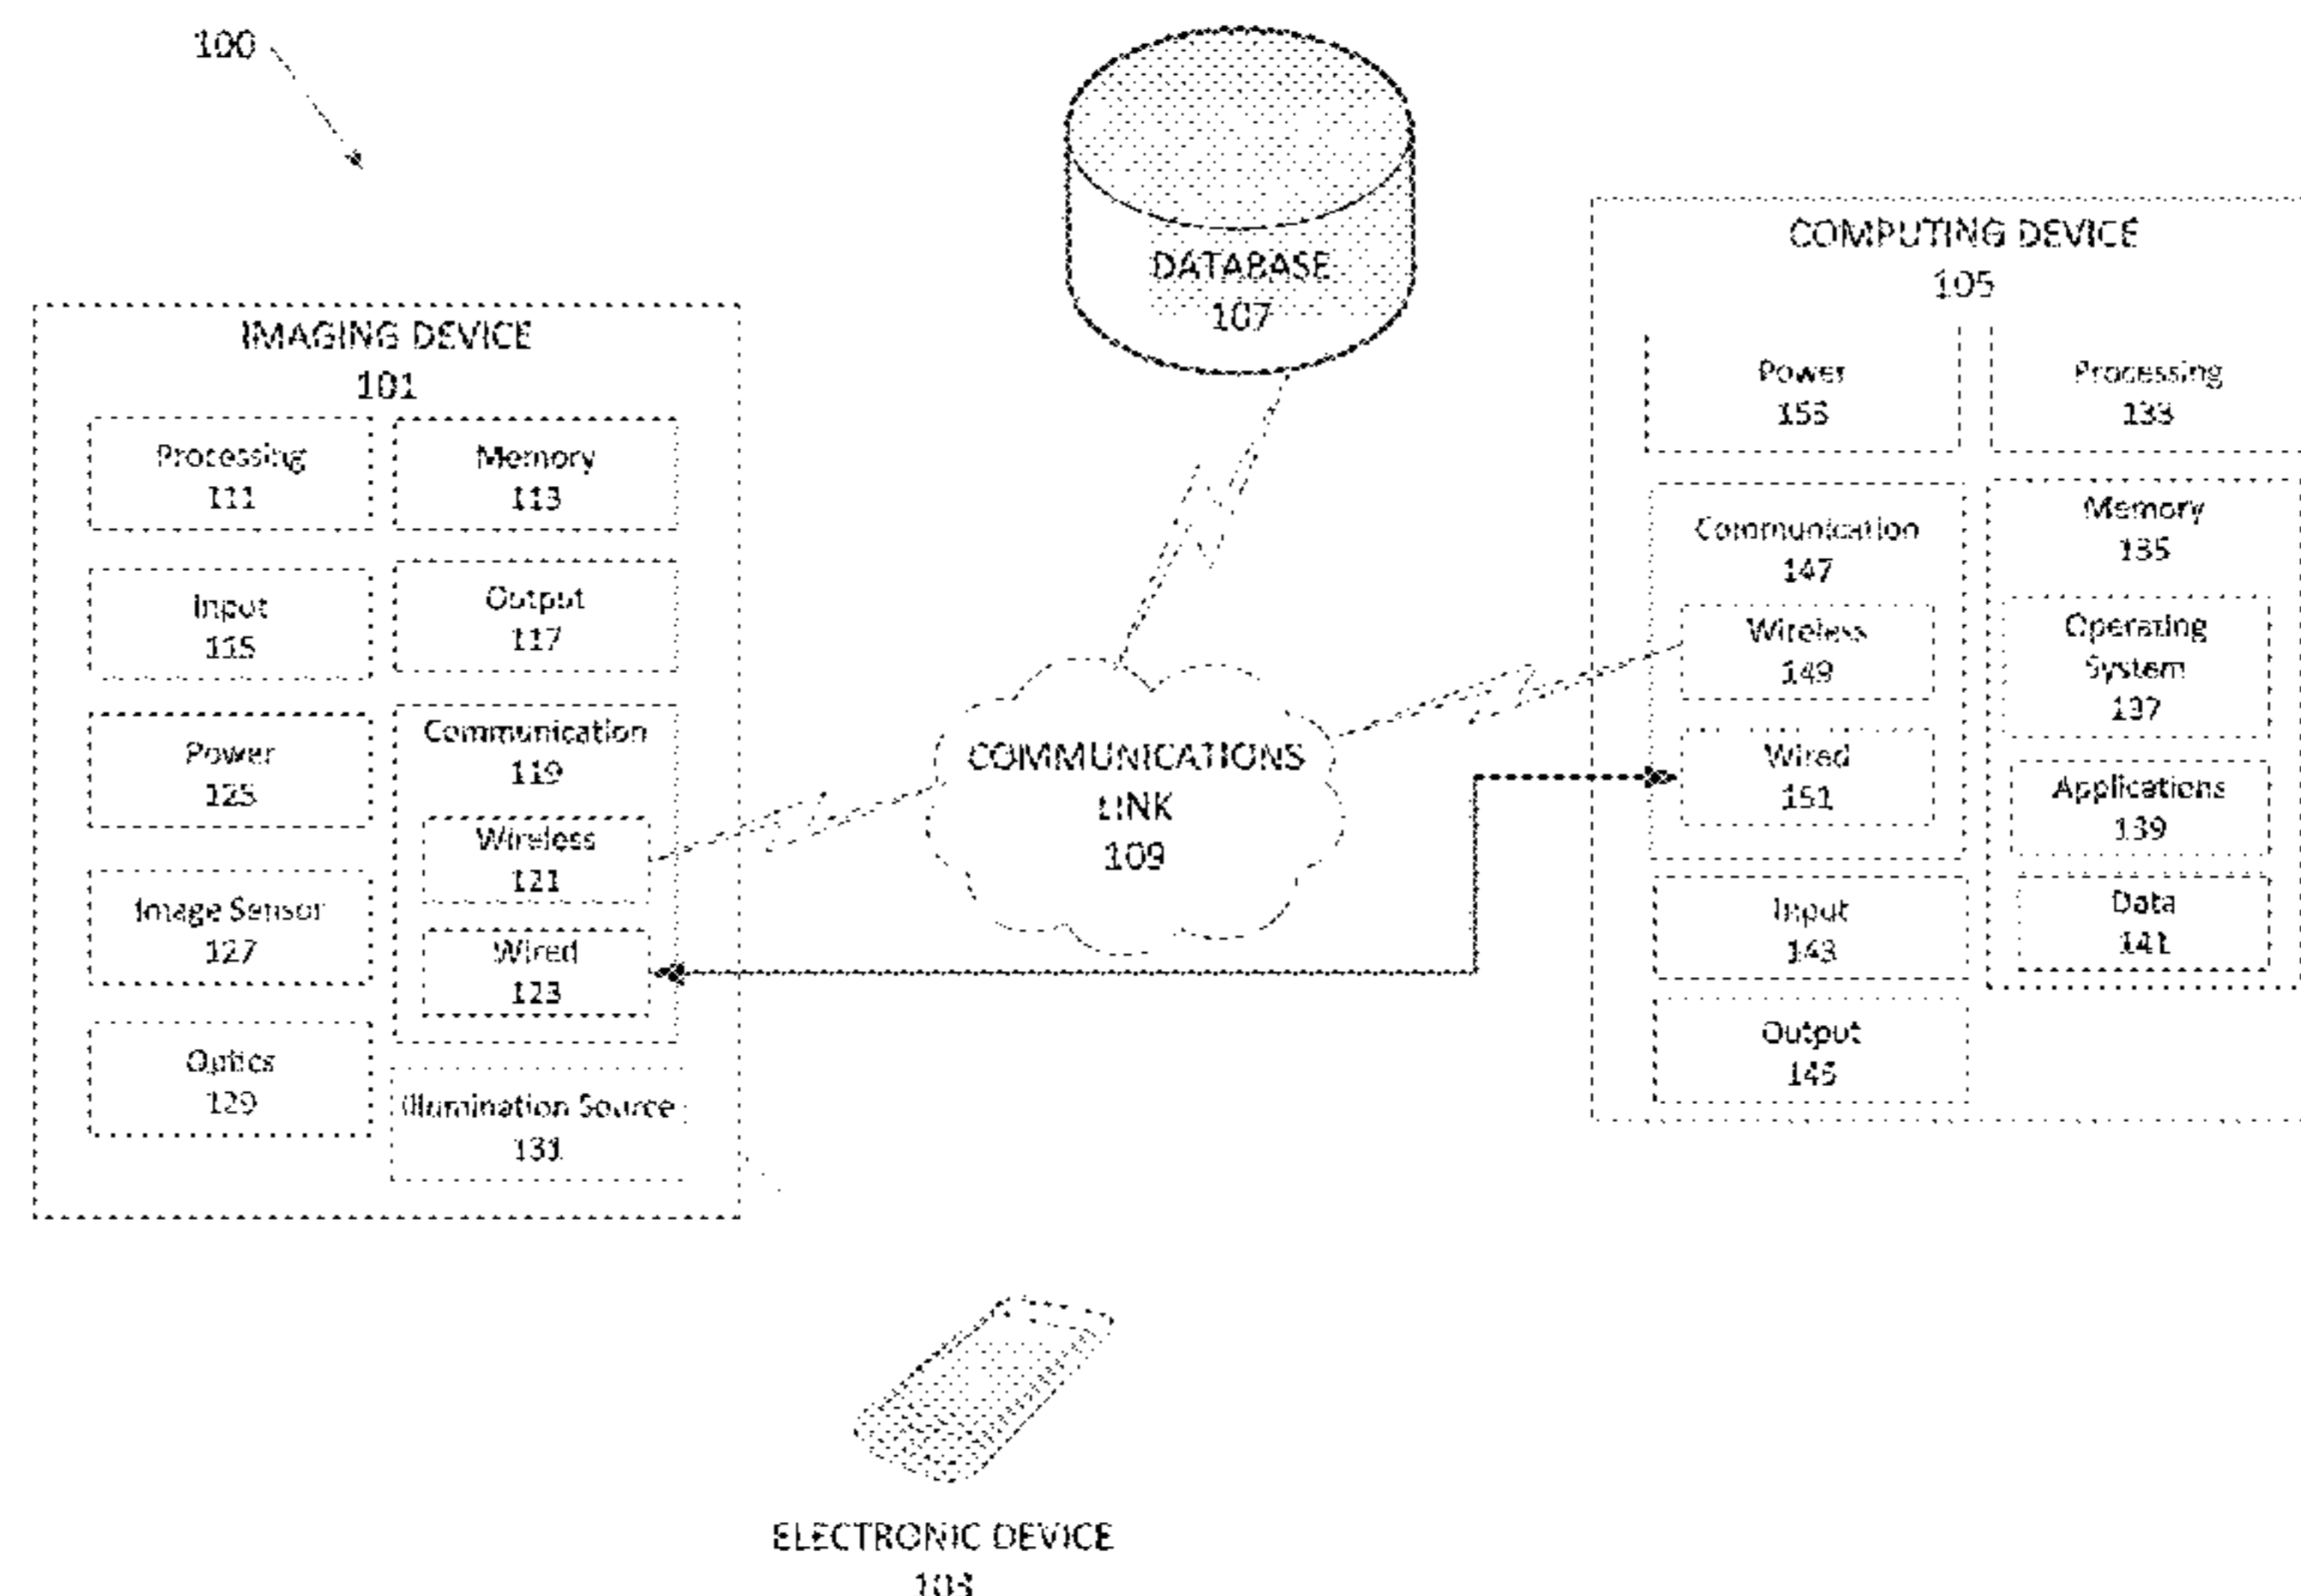 100
DATABASE
107
IMAGING DEVICE
101
Processing
111
Memory
113
Input
115
Output
117
Power
125
Communication
119
Wireless
121
Wired
123
Image Sensor
127
Optics
129
Illumination Source
131
COMMUNICATIONS
LINK
109
COMPUTING DEVICE
105
Power
153
Processing
133
Communication
147
Wireless
149
Wired
151
Memory
135
Operating
System
137
Applications
139
Data
141
Input
143
Output
145
ELECTRONIC DEVICE
103